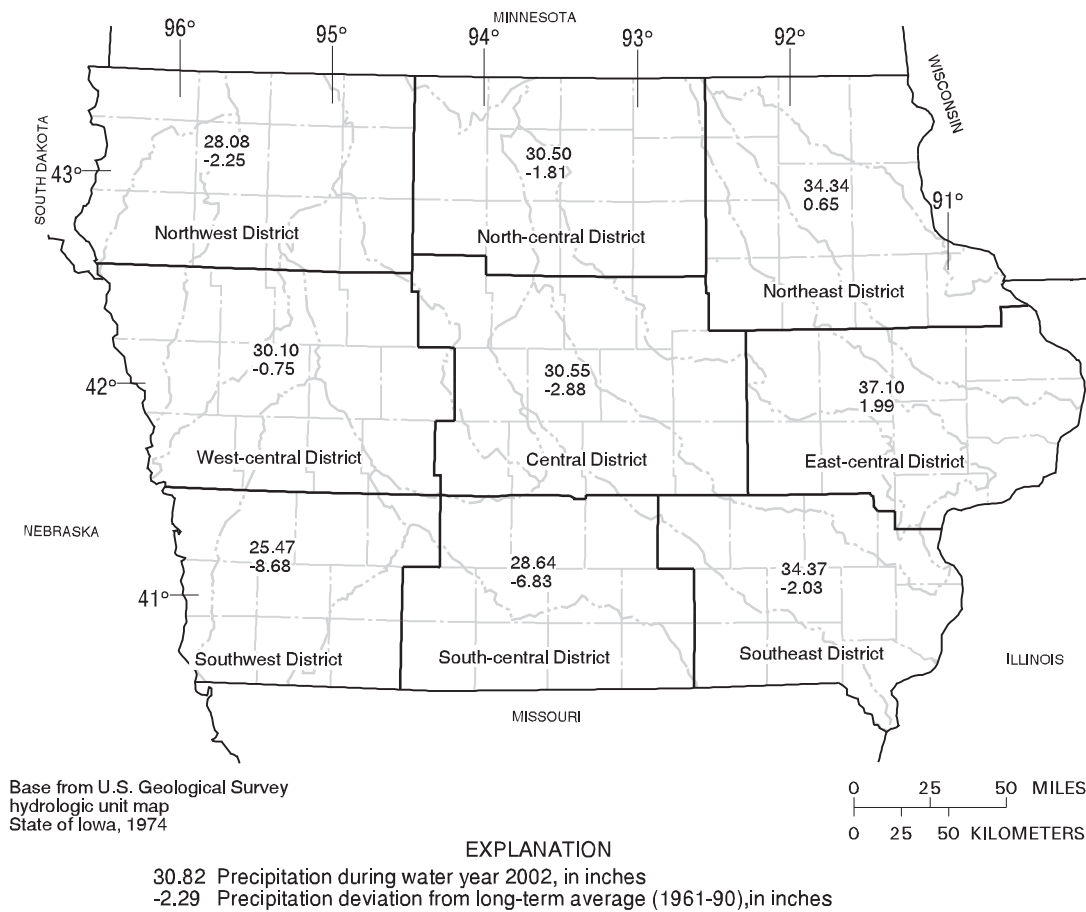 MINNESOTA
96° 95° 94° 93° 92°
WISCONSIN
SOUTH DAKOTA
43°
28.08
-2.25
Northwest District
30.50
-1.81
North-central District
34.34
0.65
91°
Northeast District
42°
30.10
-0.75
West-central District
30.55
-2.88
Central District
37.10
1.99
East-central District
NEBRASKA
41°
25.47
-8.68
Southwest District
28.64
-6.83
South-central District
34.37
-2.03
Southeast District
ILLINOIS
MISSOURI
Base from U.S. Geological Survey
hydrologic unit map
State of Iowa, 1974
0 25 50 MILES
0 25 50 KILOMETERS
EXPLANATION
30.82 Precipitation during water year 2002, in inches
-2.29 Precipitation deviation from long-term average (1961-90),in inches